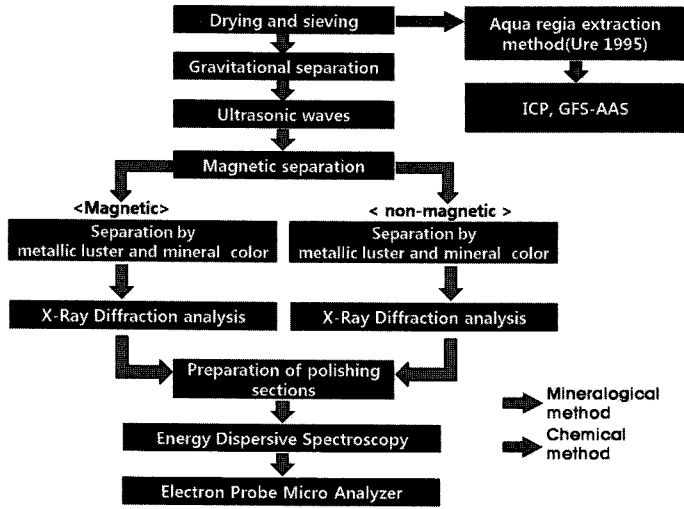 Drying and sieving
Aqua regia extraction
method(Ure 1995)
Gravitational separation
ICP, GFS-AAS
Ultrasonic waves
Magnetic separation
<Magnetic>
< non-magnetic >
Separation by
metallic luster and mineral color
Separation by
metallic luster and mineral color
X-Ray Diffraction analysis
X-Ray Diffraction analysis
Preparation of polishing
sections
Mineralogical
method
Chemical
method
Energy Dispersive Spectroscopy
Electron Probe Micro Analyzer